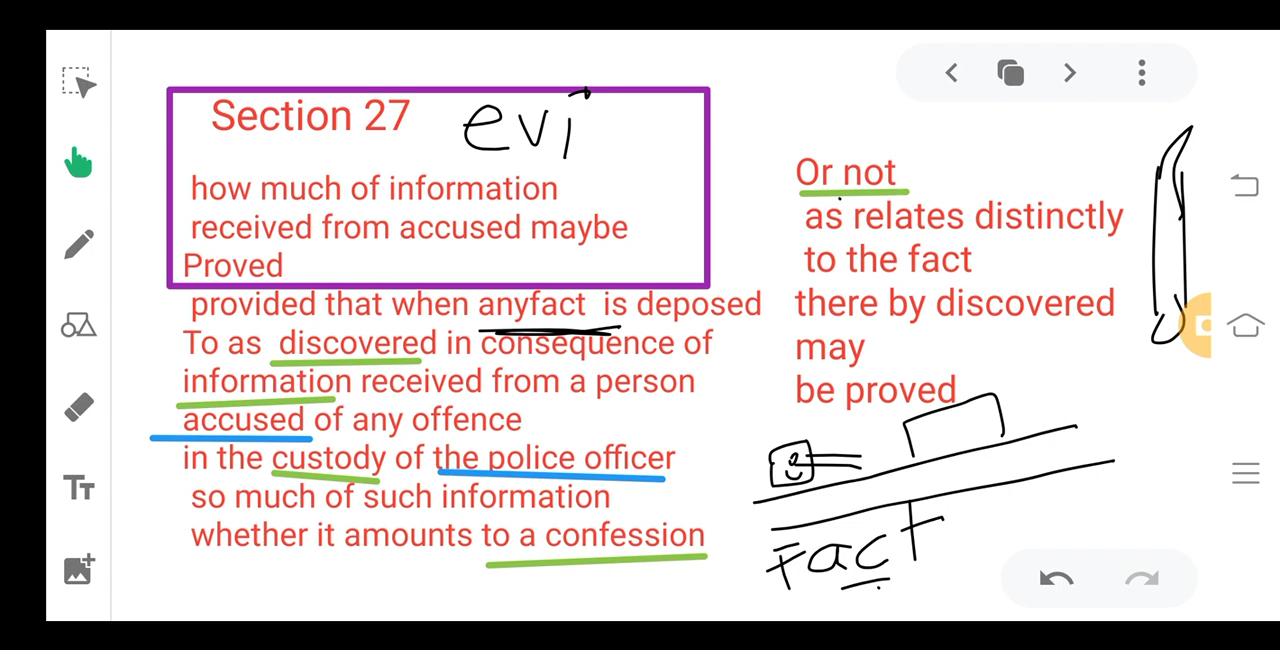 Section 27 evi
how much of information
received from accused maybe
Proved
provided that when anyfact is deposed
To as discovered in consequence of
information received from a person
accused of any offence
in the custody of the police officer
so much of such information
whether it amounts to a confession
Or not
as relates distinctly
to the fact
there by discovered
may
be proved
FacT
Tт